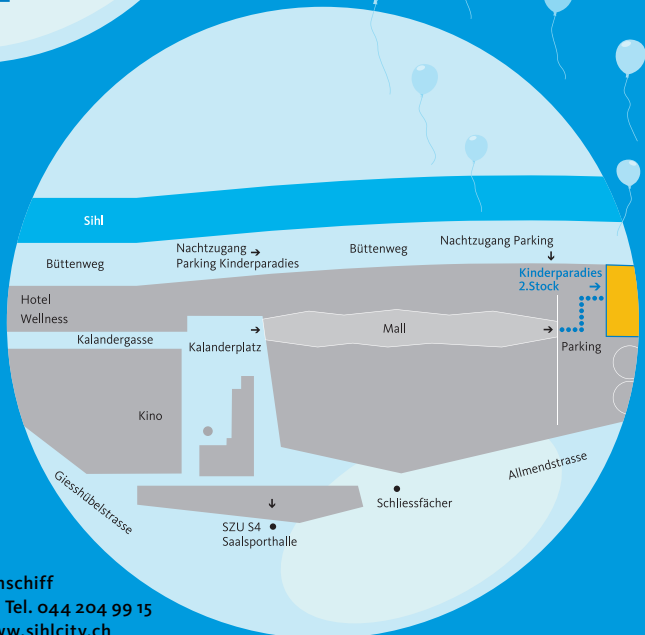 Sihl
Nachtzugang Parking
Nachtzugang →
Parking Kinderparadies
Büttenweg
Büttenweg
Kinderparadies
2.Stock
Hotel
Wellness
Kalandergasse
Kalanderplatz
Mall
Parking
Kino
Allmendstrasse
Giesshübelstrasse
Schliessfächer
SZU S4
Saalsporthalle
Tel. 044 204 99 15